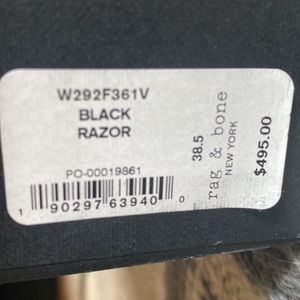 W292F361V
BLACK
RAZOR
PO-00019861
1 90297 63940 0
38.5
rag & bone
NEW YORK
$495.00